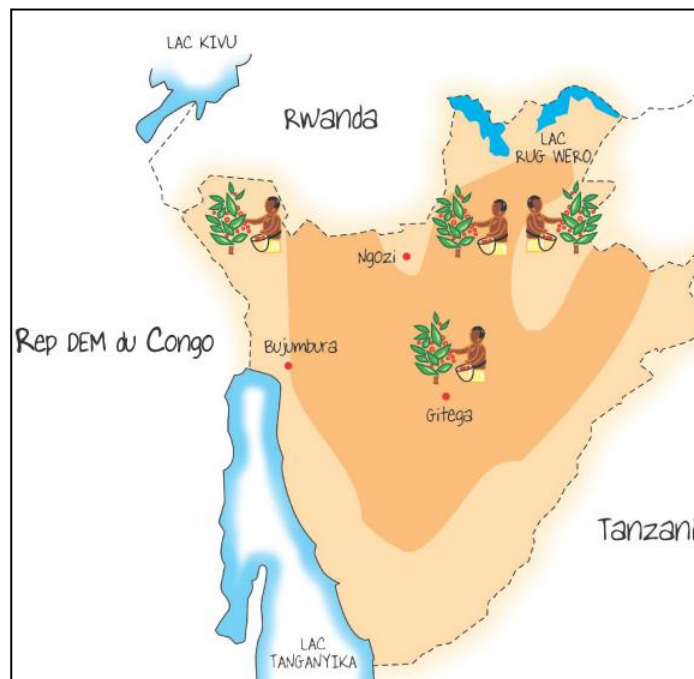 LAC KIVU
Rwanda
LAC
RUG WERO
Ngozi
Rep DEM du Congo
Bujumbura
Gitega
Tanzani
LAC
TANGANYIKA